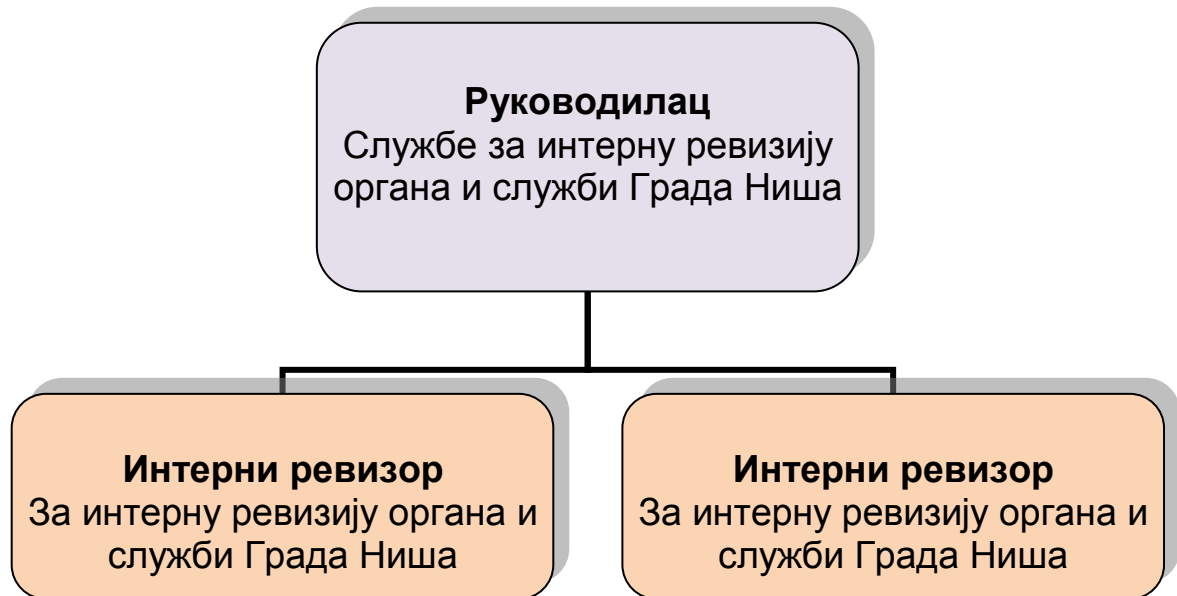 Руководилац
Службе за интерну ревизију
органа и служби Града Ниша
Интерни ревизор
За интерну ревизију органа и
служби Града Ниша
Интерни ревизор
За интерну ревизију органа и
служби Града Ниша